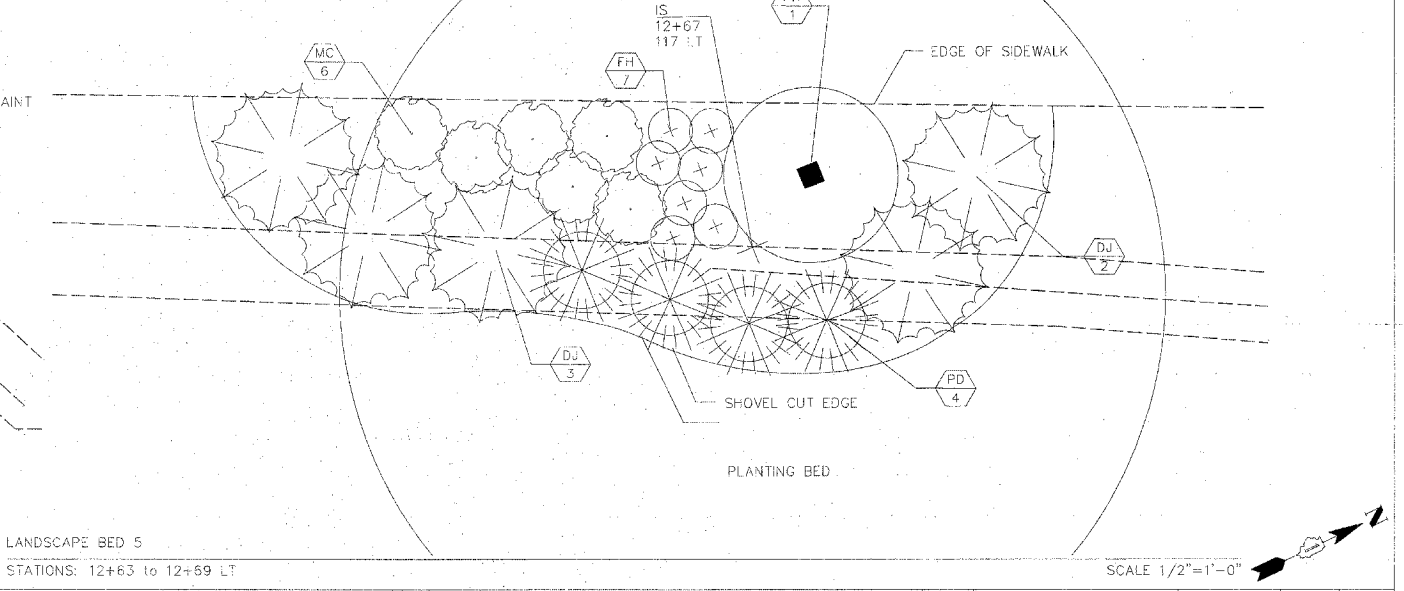 IS
12+67
117 LT
1
EDGE OF SIDEWALK
MC
6
FH
7
AINT
DJ
2
DJ
3
PD
4
SHOVEL CUT EDGE
PLANTING BED
LANDSCAPE BED 5
STATIONS: 12+63 to 12+69 LT
SCALE 1/2"=1'-0"
N